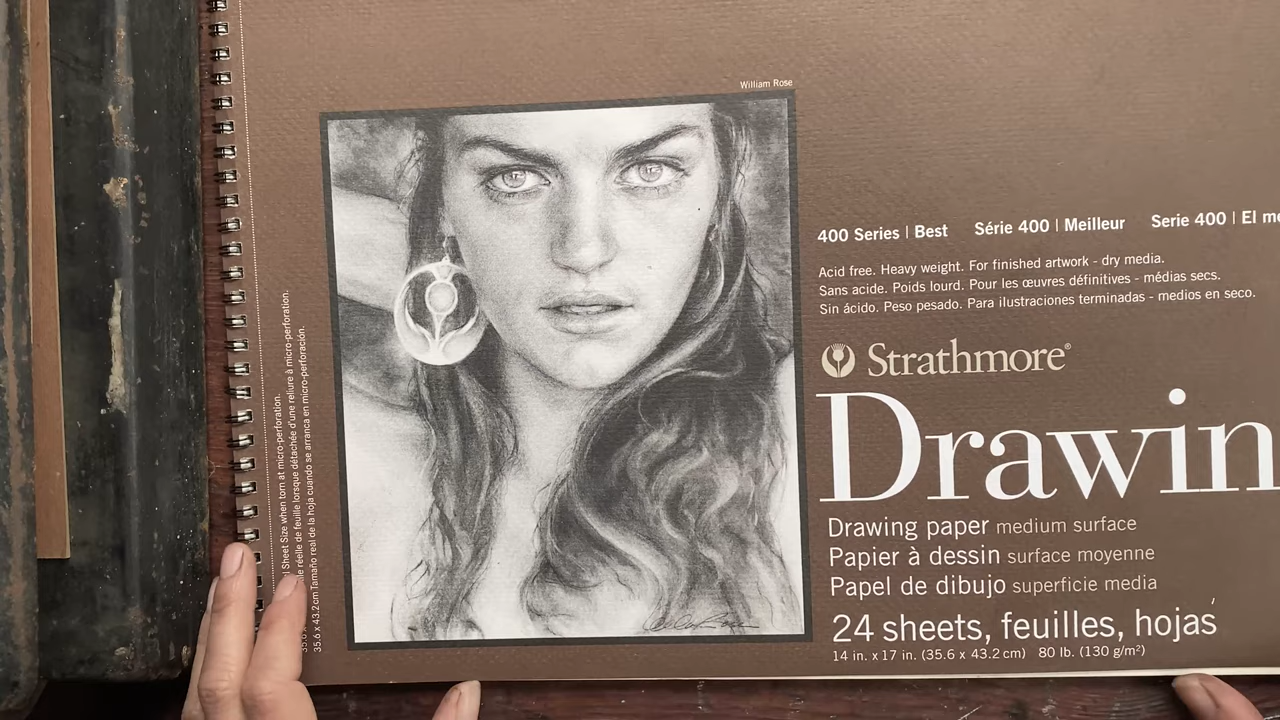 William Rose
400 Series | Best Série 400 | Meilleur Serie 400 | El
Acid free. Heavy weight. For finished artwork - dry media.
Sans acide. Poids lourd. Pour les œuvres définitives - médias secs.
Sin ácido. Peso pesado. Para ilustraciones terminadas - medios en seco.
Strathmore®
Drawin
Drawing paper medium surface
Papier à dessin surface moyenne
Papel de dibujo superficie media
24 sheets, feuilles, hojas
14 in. x 17 in. (35.6 x 43.2 cm) 80 lb. (130 g/m²)
Sheet Size when torn at micro-perforation.
réelle de feuille lorsque détachée d'une reliure à micro-perforation.
35.6 x 43.2 cm Tamaño real de la hoja cuando se arranca en micro-perforación.